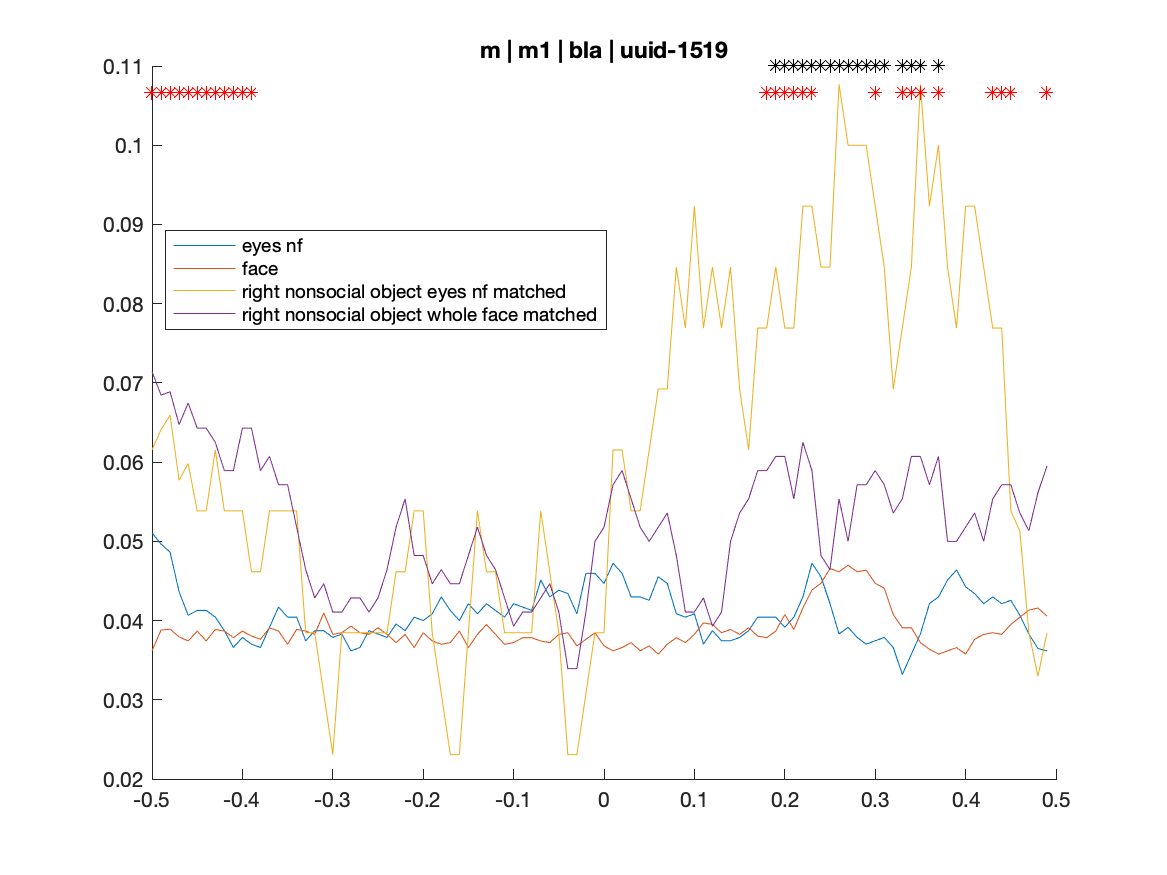 m | m1 | bla | uuid-1519
0.11
0.1
0.09
0.08
0.07
0.06
0.05
0.04
0.03
0.02
eyes nf
face
right nonsocial object eyes nf matched
right nonsocial object whole face matched
-0.5 -0.4 -0.3 -0.2 -0.1 0 0.1 0.2 0.3 0.4 0.5